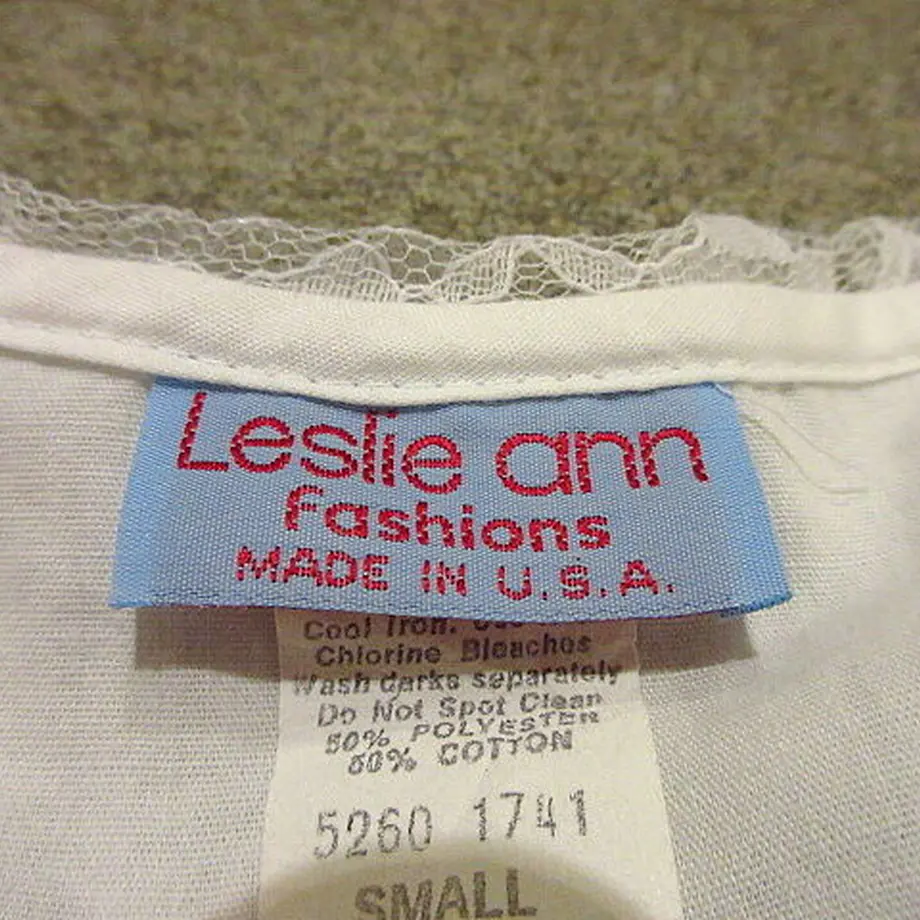 Leslie ann
Fashions
MADE IN U.S.A.
Cool Iron.
Chlorine Bleaches
Wash darks separately
Do Not Spot Clean
50% POLYESTER
50% COTTON
5260 1741
SMALL